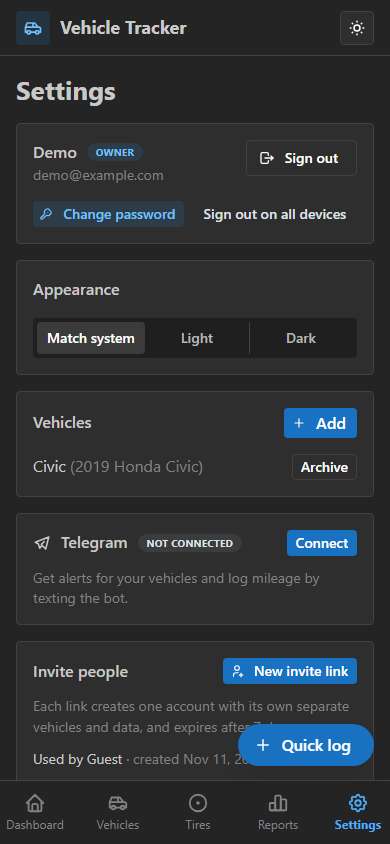 Vehicle Tracker
Settings
Demo OWNER
Sign out
demo@example.com
Change password
Sign out on all devices
Appearance
Match system
Light
Dark
Vehicles
Add
Civic (2019 Honda Civic)
Archive
Telegram NOT CONNECTED
Connect
Get alerts for your vehicles and log mileage by
texting the bot.
Invite people
New invite link
Each link creates one account with its own separate
vehicles and data, and expires after
Used by Guest · created Nov 11,
Quick log
Dashboard
Vehicles
Tires
Reports
Settings